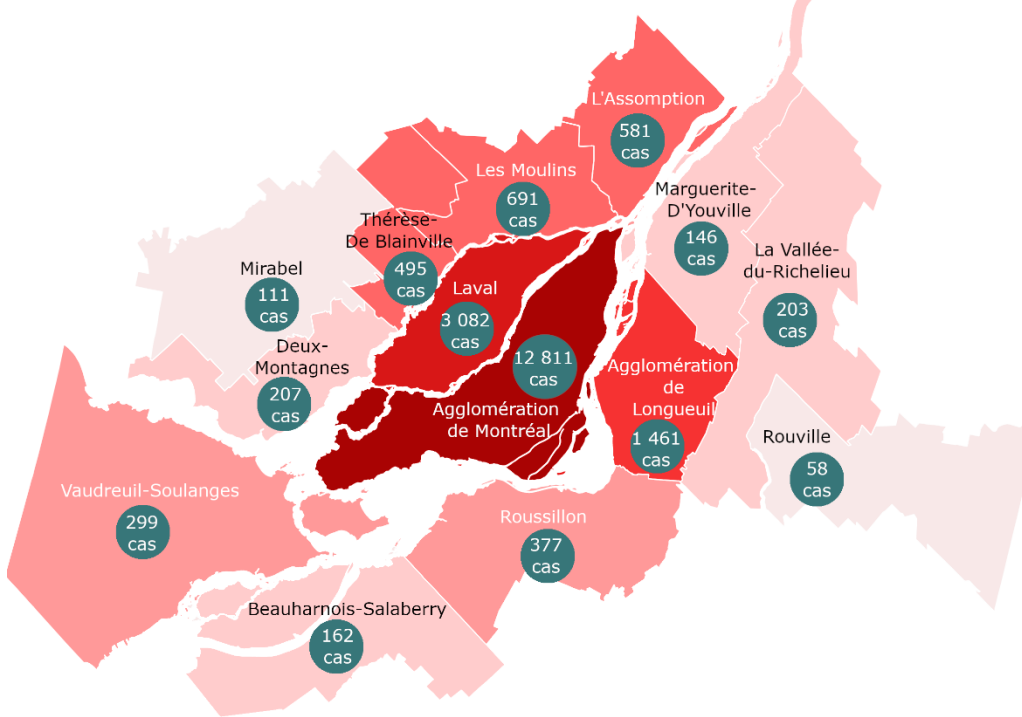 L'Assomption
581
cas
Les Moulins
691
cas
Marguerite-
D'Youville
146
cas
Thérèse-
De Blainville
495
cas
La Vallée-
du-Richelieu
203
cas
Mirabel
111
cas
Laval
3 082
cas
12 811
cas
Agglomération
de Montréal
Deux-
Montagnes
207
cas
Agglomération
de
Longueuil
1 461
cas
Rouville
58
cas
Vaudreuil-Soulanges
299
cas
Roussillon
377
cas
Beauharnois-Salaberry
162
cas